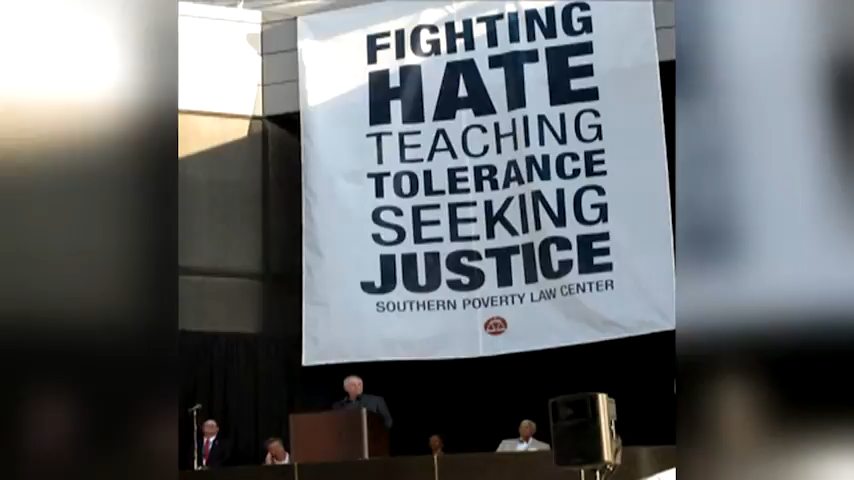 FIGHTING
HATE
TEACHING
TOLERANCE
SEEKING
JUSTICE
SOUTHERN POVERTY LAW CENTER